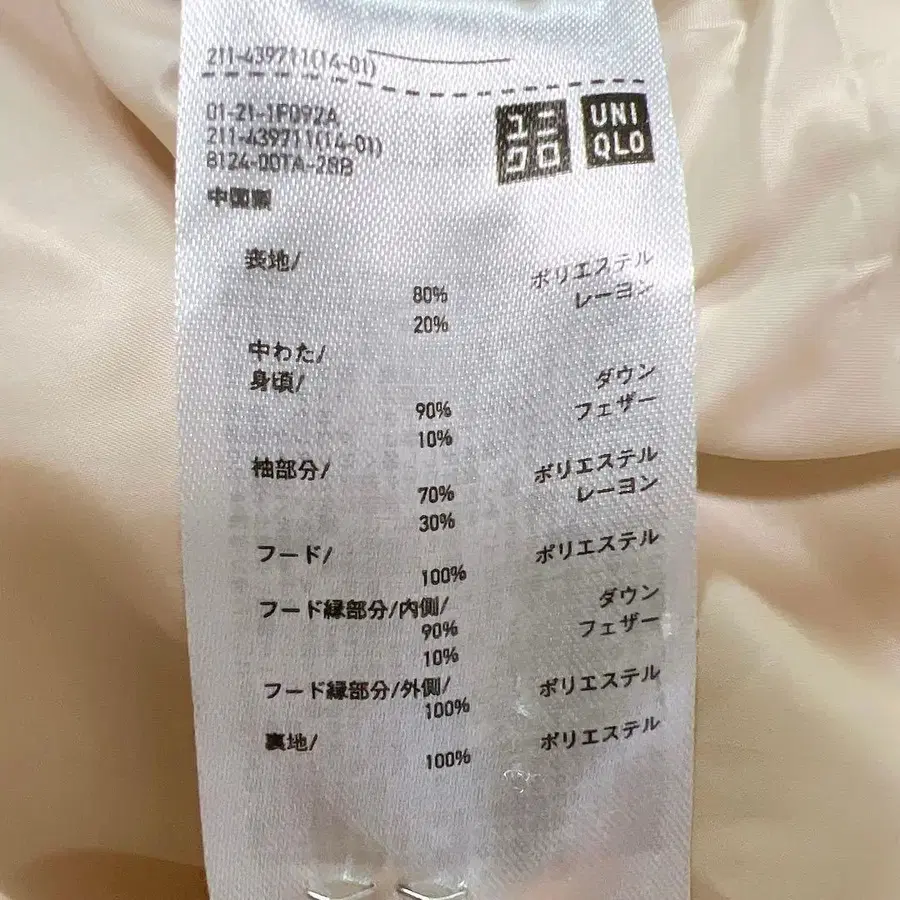 211-439711(14-01)
ユニ
クロ
UNI
QLO
01-21-1F092A
211-439711(14-01)
8124-00TA-28B
中国製
表地/
80% ポリエステル
20% レーヨン
中わた/
身頃/
90% ダウン
10% フェザー
袖部分/
70% ポリエステル
30% レーヨン
フード/
100% ポリエステル
フード縁部分/内側/
90% ダウン
10% フェザー
フード縁部分/外側/
100% ポリエステル
裏地/
100% ポリエステル